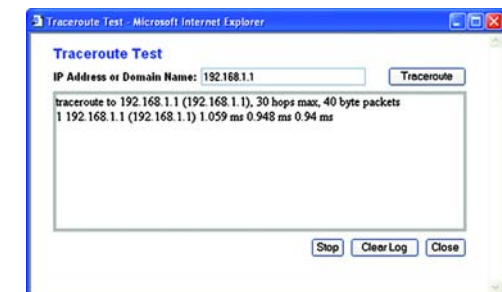 Traceroute Test - Microsoft Internet Explorer
Traceroute Test
IP Address or Domain Name: 192.168.1.1 Traceroute
traceroute to 192.168.1.1 (192.168.1.1), 30 hops max, 40 byte packets
1 192.168.1.1 (192.168.1.1) 1.059 ms 0.948 ms 0.94 ms
Stop Clear Log Close